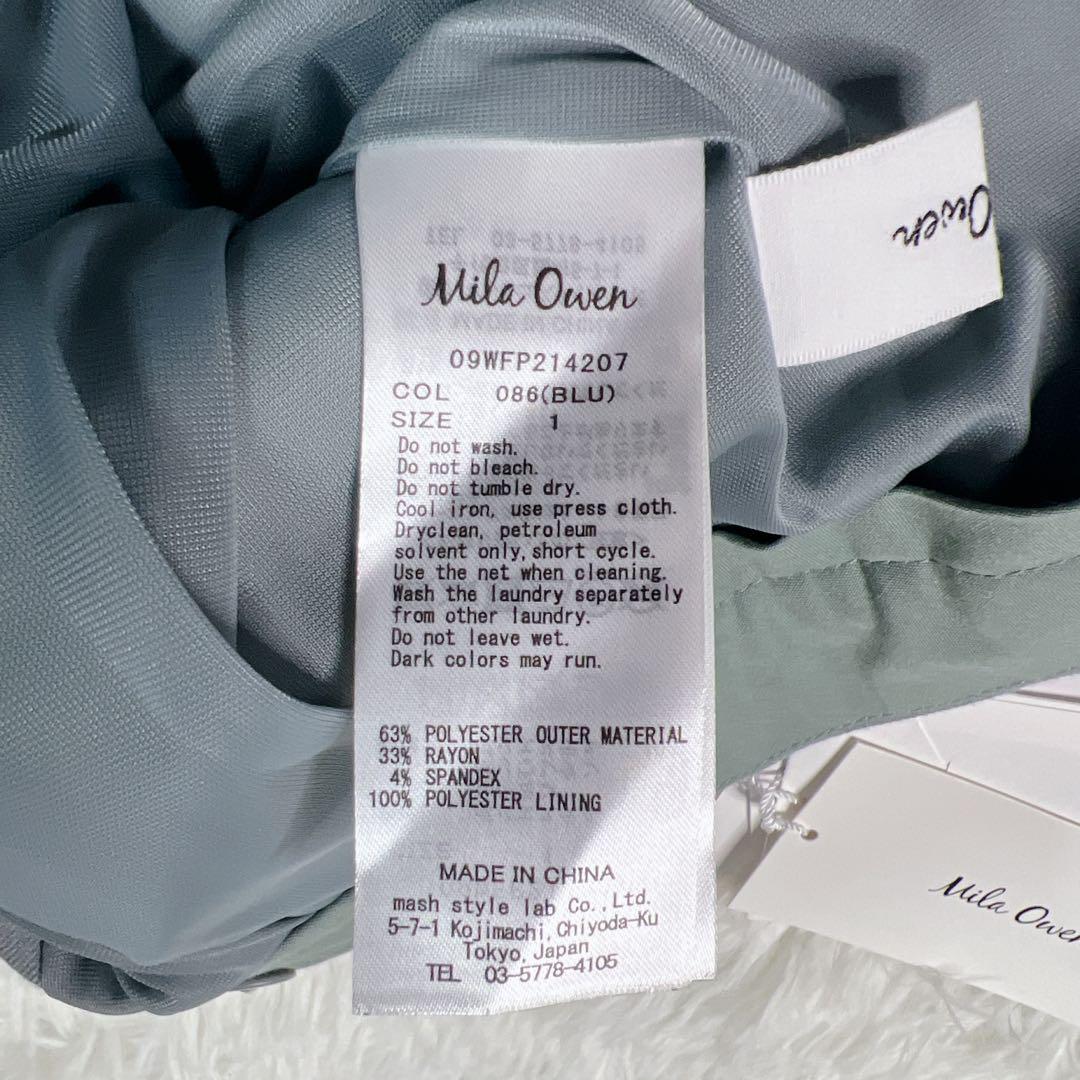 Mila Owen
09WFP214207
COL 086(BLU)
SIZE 1
Do not wash.
Do not bleach.
Do not tumble dry.
Cool iron, use press cloth.
Dryclean, petroleum
solvent only, short cycle.
Use the net when cleaning.
Wash the laundry separately
from other laundry.
Do not leave wet.
Dark colors may run.
63% POLYESTER OUTER MATERIAL
33% RAYON
4% SPANDEX
100% POLYESTER LINING
MADE IN CHINA
mash style lab Co.,Ltd.
5-7-1 Kojimachi, Chiyoda-Ku
Tokyo, Japan
TEL 03-5778-4105
Owen
Mila Owen